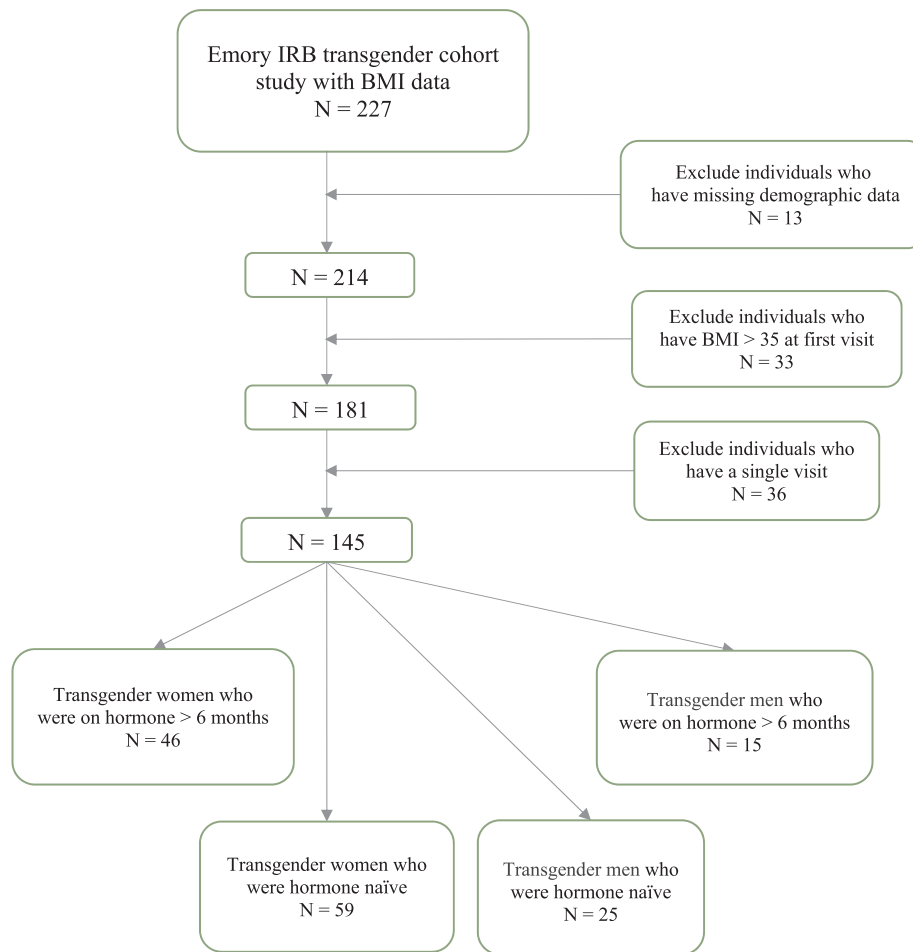 Emory IRB transgender cohort
study with BMI data
N = 227
Exclude individuals who
have missing demographic data
N = 13
N = 214
Exclude individuals who
have BMI > 35 at first visit
N = 33
N = 181
Exclude individuals who
have a single visit
N = 36
N = 145
Transgender women who
were on hormone > 6 months
N = 46
Transgender men who
were on hormone > 6 months
N = 15
Transgender women who
were hormone naïve
N = 59
Transgender men who
were hormone naïve
N = 25